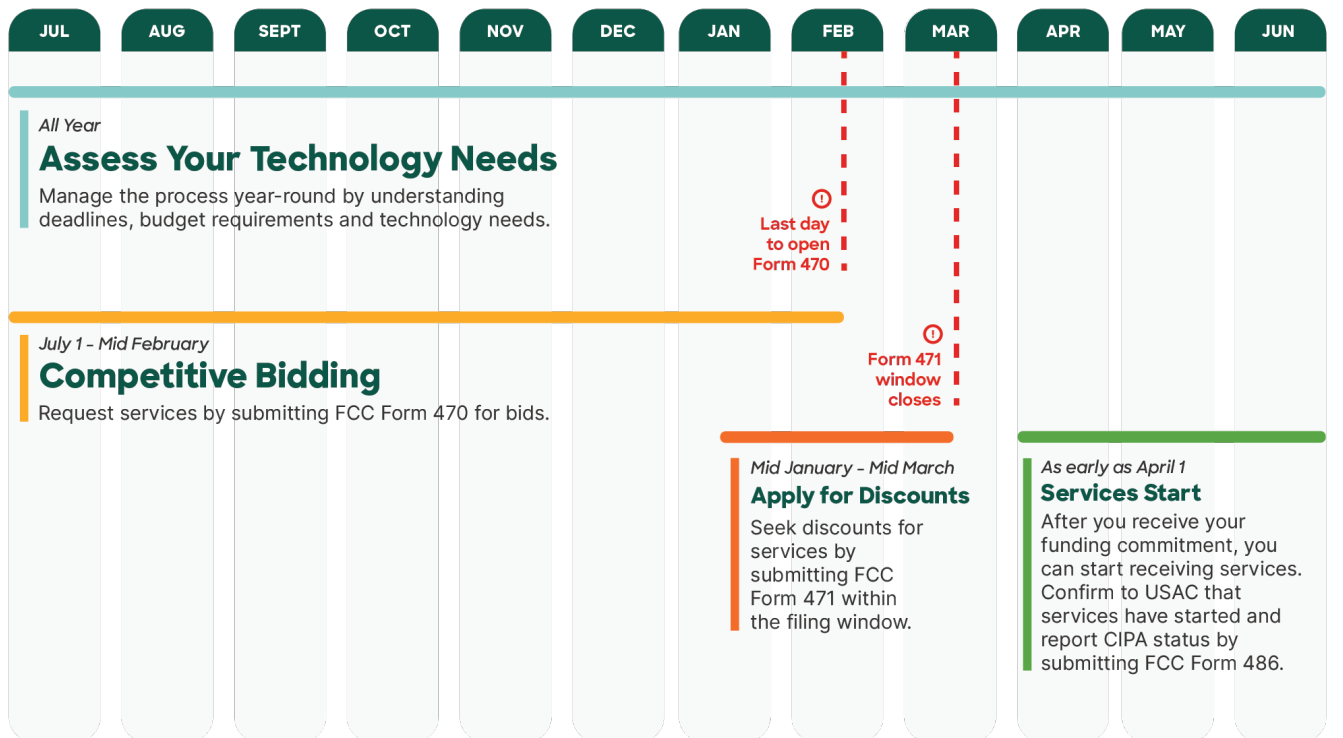 JUL AUG SEPT OCT NOV DEC JAN FEB MAR APR MAY JUN
All Year
Assess Your Technology Needs
Manage the process year-round by understanding
deadlines, budget requirements and technology needs.
Last day
to open
Form 470
July 1 - Mid February
Competitive Bidding
Request services by submitting FCC Form 470 for bids.
Form 471
window
closes
Mid January - Mid March
Apply for Discounts
Seek discounts for
services by
submitting FCC
Form 471 within
the filing window.
As early as April 1
Services Start
After you receive your
funding commitment, you
can start receiving services.
Confirm to USAC that
services have started and
report CIPA status by
submitting FCC Form 486.